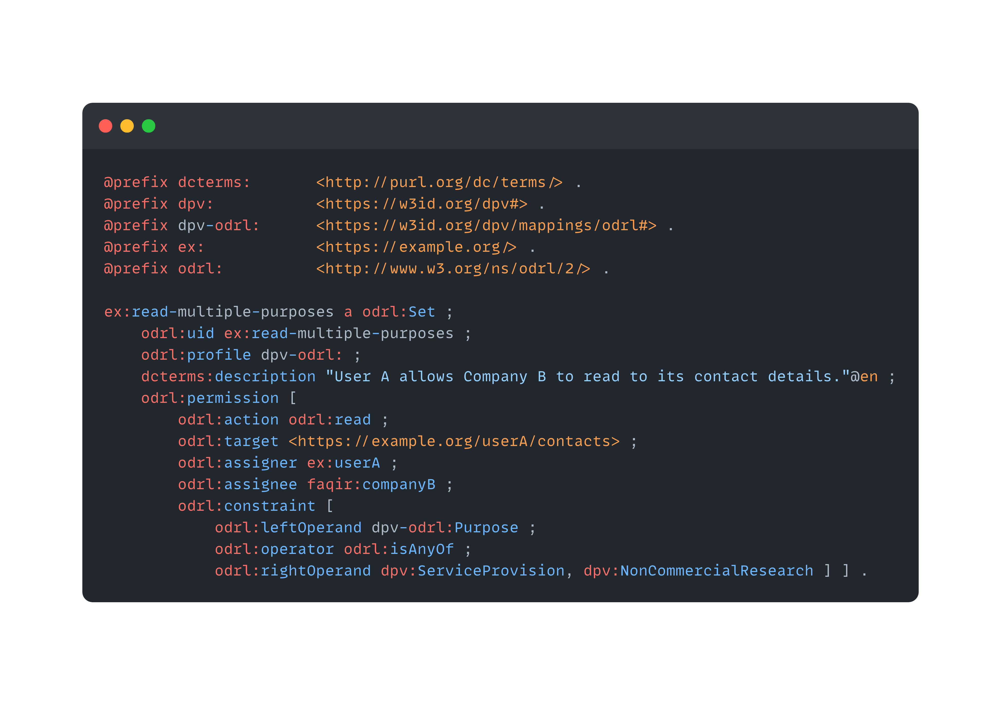 @prefix dcterms:       <http://purl.org/dc/terms/> .
@prefix dpv:           <https://w3id.org/dpv#> .
@prefix dpv-odrl:      <https://w3id.org/dpv/mappings/odrl#> .
@prefix ex:            <https://example.org/> .
@prefix odrl:          <http://www.w3.org/ns/odrl/2/> .

ex:read-multiple-purposes a odrl:Set ;
    odrl:uid ex:read-multiple-purposes ;
    odrl:profile dpv-odrl: ;
    dcterms:description "User A allows Company B to read to its contact details."@en ;
    odrl:permission [
        odrl:action odrl:read ;
        odrl:target <https://example.org/userA/contacts> ;
        odrl:assigner ex:userA ;
        odrl:assignee faqir:companyB ;
        odrl:constraint [
            odrl:leftOperand dpv-odrl:Purpose ;
            odrl:operator odrl:isAnyOf ;
            odrl:rightOperand dpv:ServiceProvision, dpv:NonCommercialResearch ] ] .